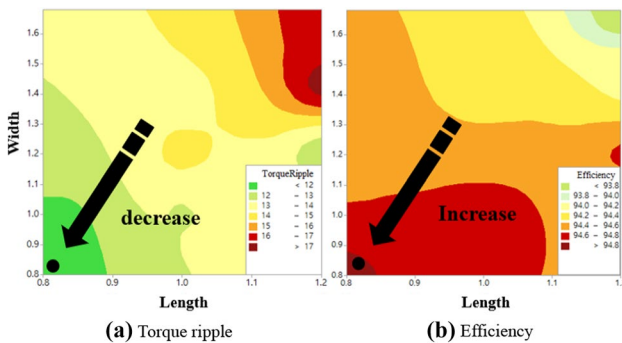 1.6
1.5
1.4
1.3
1.2
1.1
1.0
0.9
0.8
Width
decrease
TorqueRipple
< 12
12 – 13
13 – 14
14 – 15
15 – 16
16 – 17
> 17
0.8 0.9 1.0 1.1 1.2
Length
(a) Torque ripple
1.6
1.5
1.4
1.3
1.2
1.1
1.0
0.9
0.8
Increase
Efficiency
< 93.8
93.8 – 94.0
94.0 – 94.2
94.2 – 94.4
94.4 – 94.6
94.6 – 94.8
> 94.8
0.8 0.9 1.0 1.1 1.2
Length
(b) Efficiency